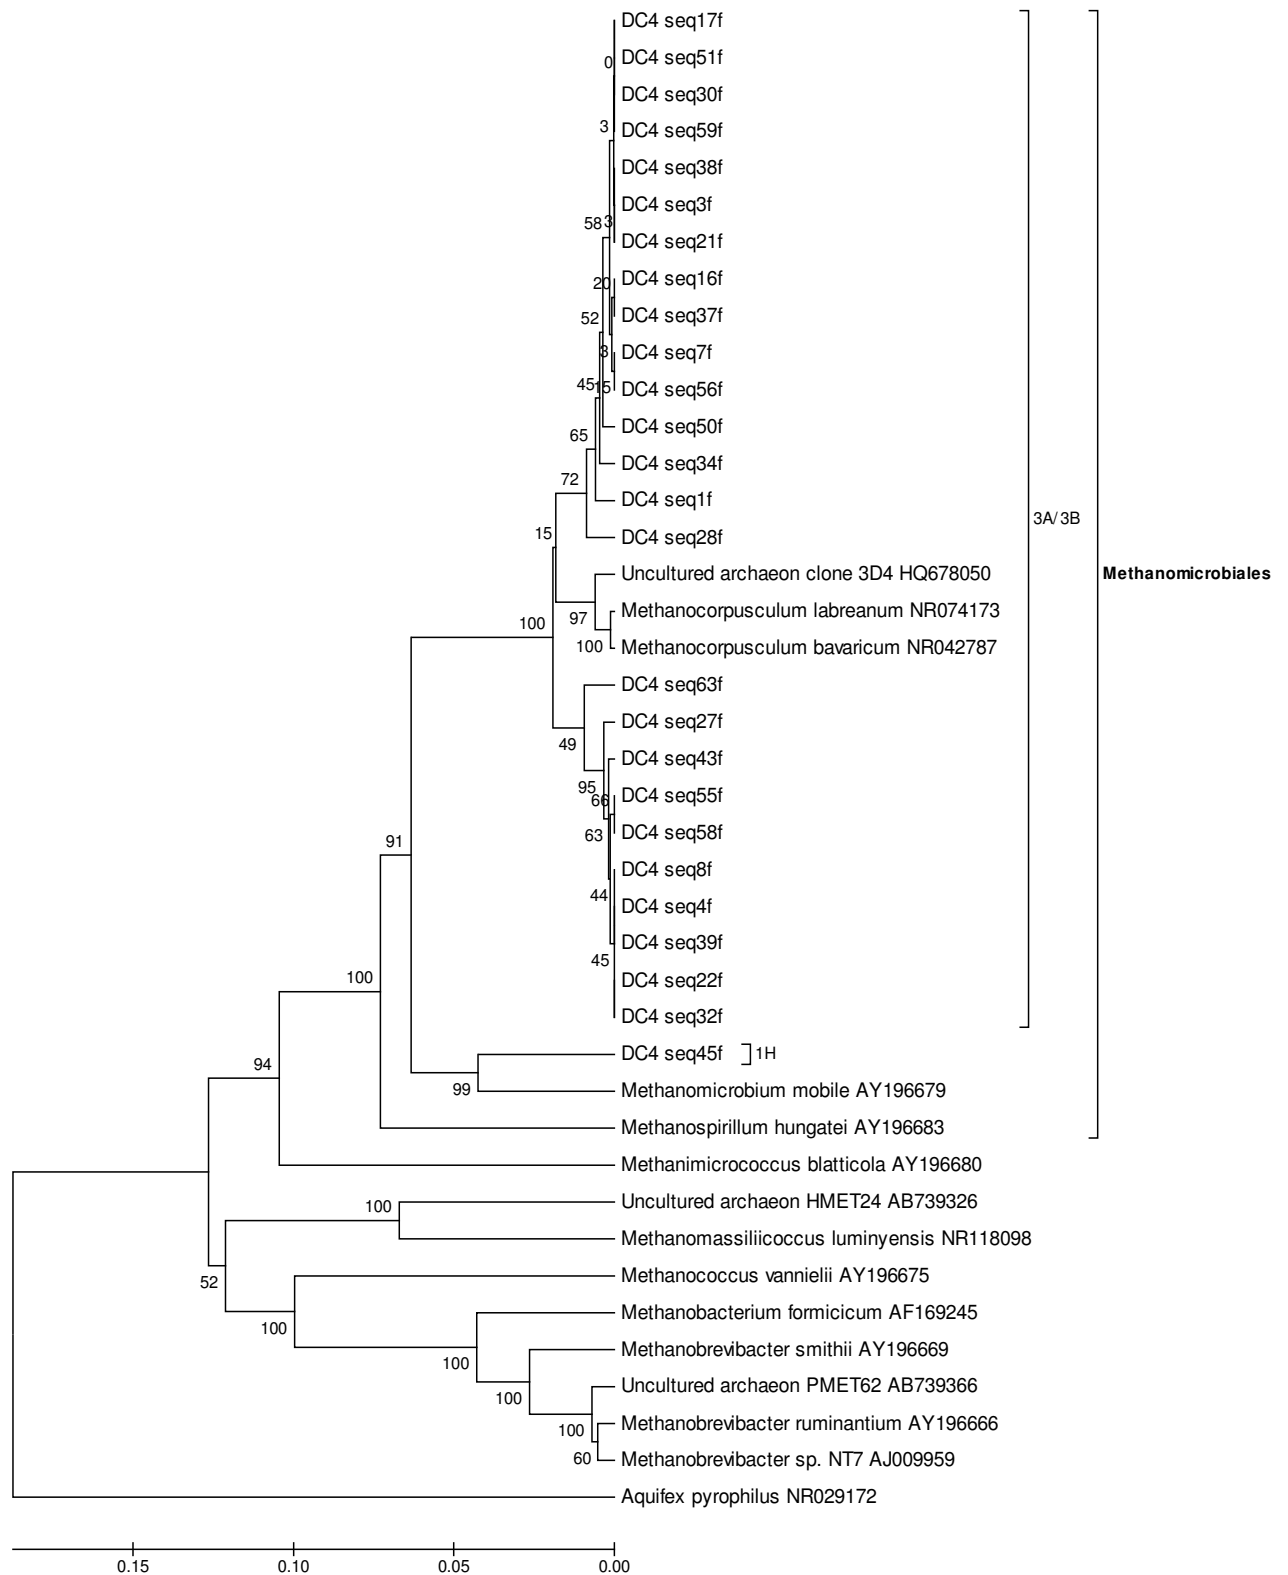 DC4 seq17f
DC4 seq51f
0
DC4 seq30f
DC4 seq59f
3
DC4 seq38f
DC4 seq3f
58
3
DC4 seq21f
DC4 seq16f
20
DC4 seq37f
52
DC4 seq7f
3
DC4 seq56f
45
15
DC4 seq50f
65
DC4 seq34f
72
DC4 seq1f
3A/3B
15
DC4 seq28f
Uncultured archaeon clone 3D4 HQ678050
Methanomicrobiales
Methanocorpusculum labreanum NR074173
97
100
Methanocorpusculum bavaricum NR042787
100
DC4 seq63f
DC4 seq27f
49
DC4 seq43f
95
DC4 seq55f
66
DC4 seq58f
63
91
DC4 seq8f
44
DC4 seq4f
DC4 seq39f
45
100
DC4 seq22f
DC4 seq32f
DC4 seq45f
1H
94
99
Methanomicrobium mobile AY196679
Methanospirillum hungatei AY196683
Methanimicrococcus blatticola AY196680
Uncultured archaeon HMET24 AB739326
100
Methanomassiliicoccus luminyensis NR118098
Methanococcus vannielii AY196675
52
Methanobacterium formicicum AF169245
100
Methanobrevibacter smithii AY196669
100
Uncultured archaeon PMET62 AB739366
100
Methanobrevibacter ruminantium AY196666
100
Methanobrevibacter sp. NT7 AJ009959
60
Aquifex pyrophilus NR029172
0.15 0.10 0.05 0.00